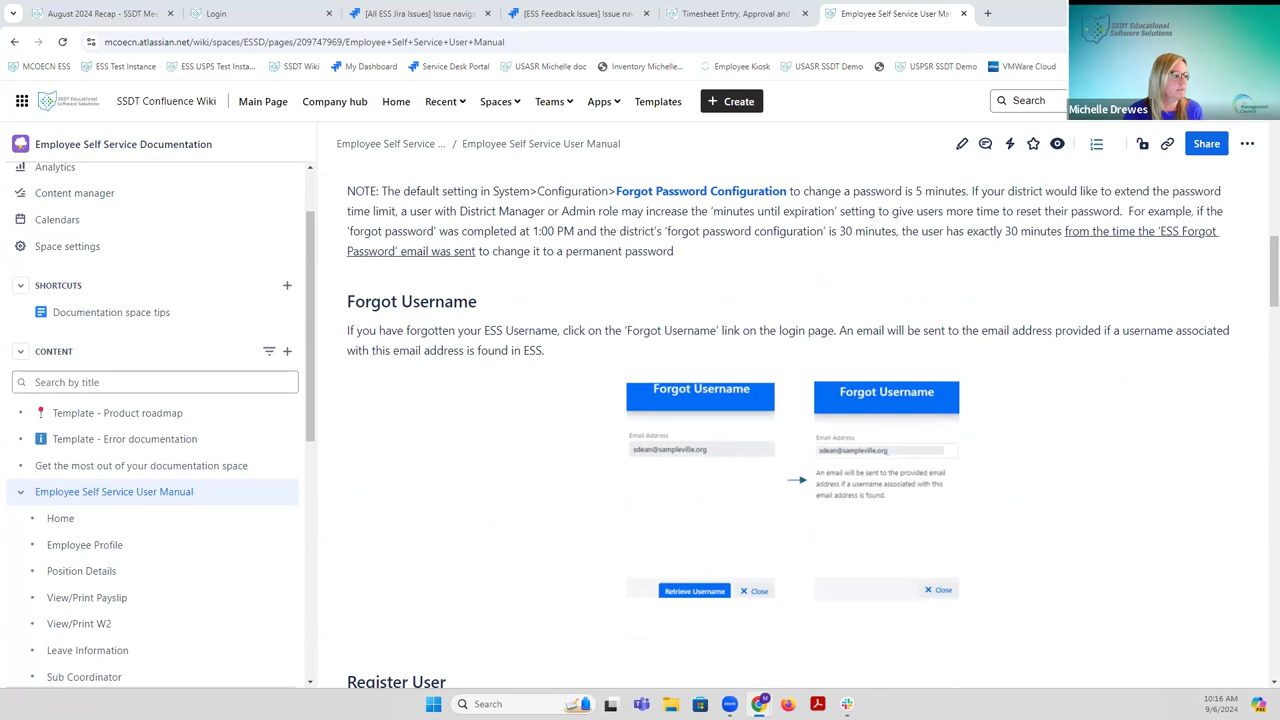 August 2024 Recap - SSDT Meet
Login
[All ESS Jira Issues] Issue navig
[ESS Feedback Issues] Issue nav
Timesheet Entry, Approval and
Employee Self Service User Man
mcoecn.atlassian.net/wiki/spaces/ESSD/pages/209747969/Employee+Self+Service+User+Manual
MCOECN ESS
ESS Test Instance
ESS USPS Test Insta...
SSDT Wiki
My Dashboard
Service Desk Portal
USASR Michelle doc
Inventory Michelle...
Employee Kiosk
USASR SSDT Demo
USPSR SSDT Demo
VMWare Cloud
SSDT Educational
Software Solutions
Management
Council
Michelle Drewes
SSDT Confluence Wiki
Main Page
Company hub
Home
Recent
Spaces
Teams
Apps
Templates
+ Create
Search
Employee Self Service Documentation
Analytics
Content manager
Calendars
Space settings
SHORTCUTS
Documentation space tips
CONTENT
Search by title
Template - Product roadmap
Template - Error documentation
Get the most out of your documentation space
Employee Self Service User Manual
Home
Employee Profile
Position Details
View/Print Payslip
View/Print W2
Leave Information
Sub Coordinator
Employee Self Service ... / Employee Self Service User Manual
Share
NOTE: The default setting in System>Configuration>Forgot Password Configuration to change a password is 5 minutes. If your district would like to extend the password
time limit, a user with District Manager or Admin role may increase the ‘minutes until expiration’ setting to give users more time to reset their password. For example, if the
‘forgot password’ was completed at 1:00 PM and the district's ‘forgot password configuration’ is 30 minutes, the user has exactly 30 minutes from the time the ‘ESS Forgot
Password’ email was sent to change it to a permanent password
Forgot Username
If you have forgotten your ESS Username, click on the ‘Forgot Username’ link on the login page. An email will be sent to the email address provided if a username associated
with this email address is found in ESS.
Forgot Username
Email Address
sdean@sampleville.org
Retrieve Username
Close
Forgot Username
Email Address
sdean@sampleville.org
An email will be sent to the provided email
address if a username associated with this
email address is found.
Close
Register User
Search
10:16 AM
9/6/2024